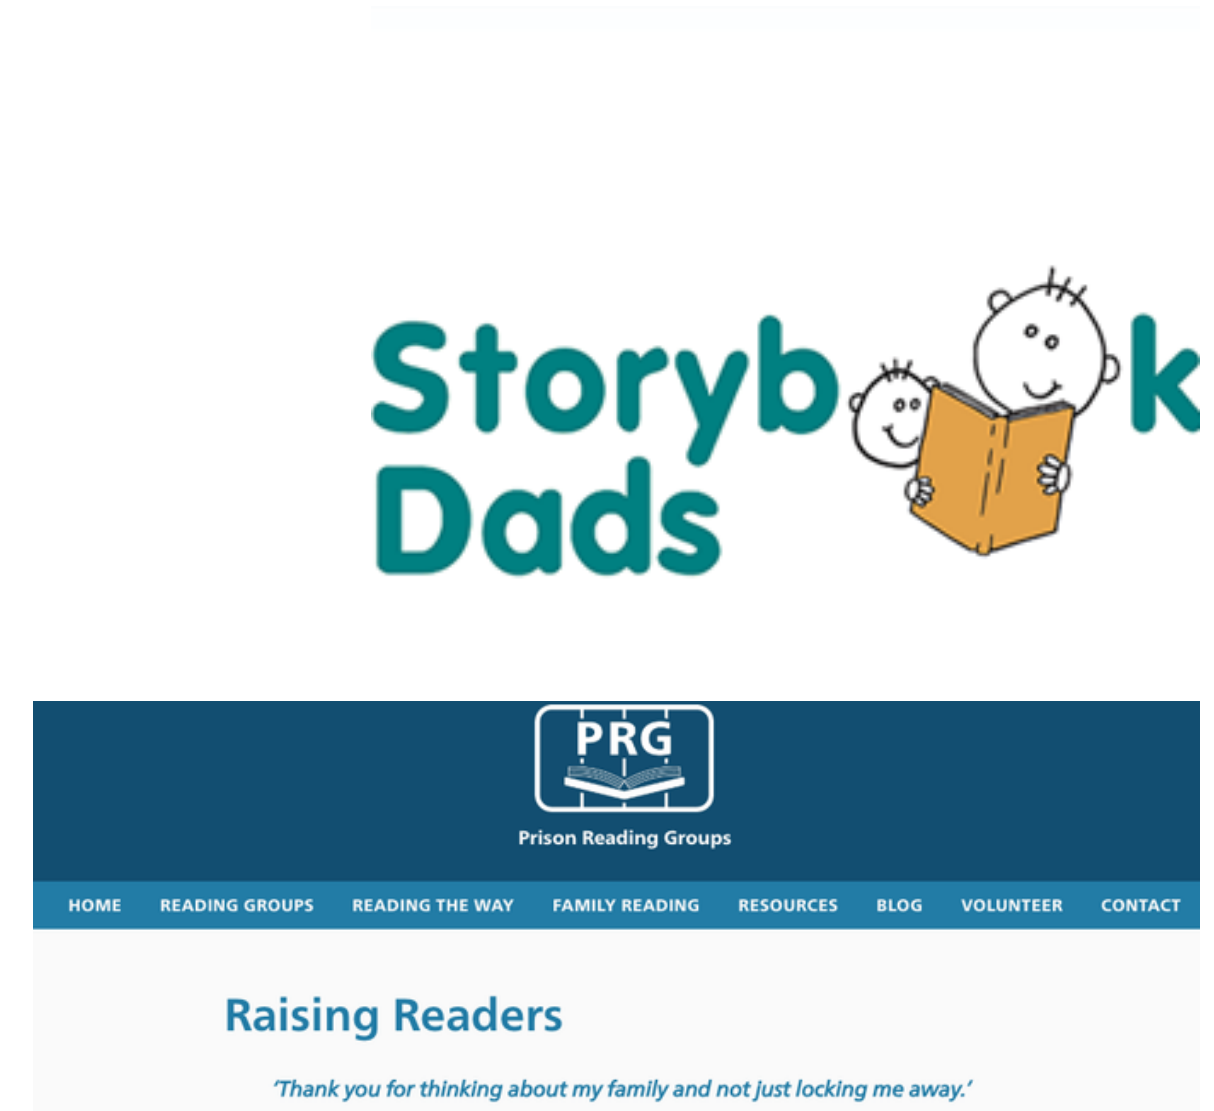 Storyb k
Dads
PRG
Prison Reading Groups
HOME READING GROUPS READING THE WAY FAMILY READING RESOURCES BLOG VOLUNTEER CONTACT
Raising Readers
'Thank you for thinking about my family and not just locking me away.'